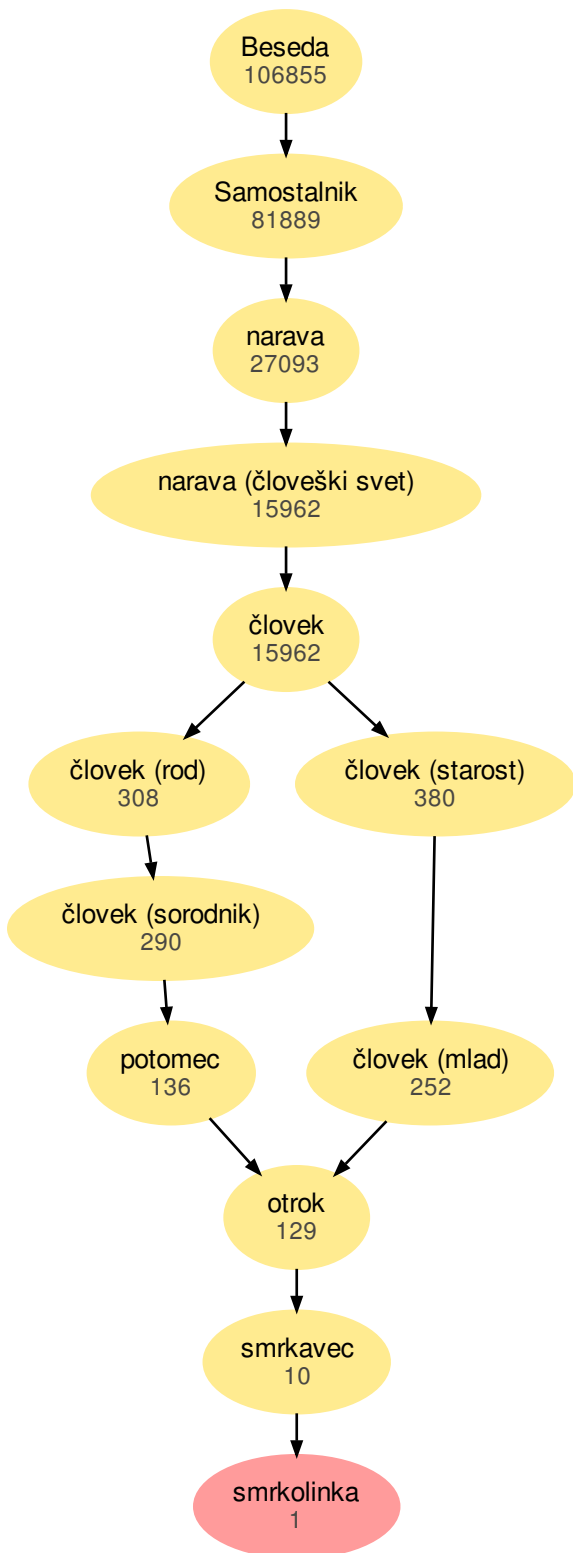 Beseda
106855
Samostalnik
81889
narava
27093
narava (človeški svet)
15962
človek
15962
človek (rod)
308
človek (starost)
380
človek (sorodnik)
290
potomec
136
človek (mlad)
252
otrok
129
smrkavec
10
smrkolinka
1